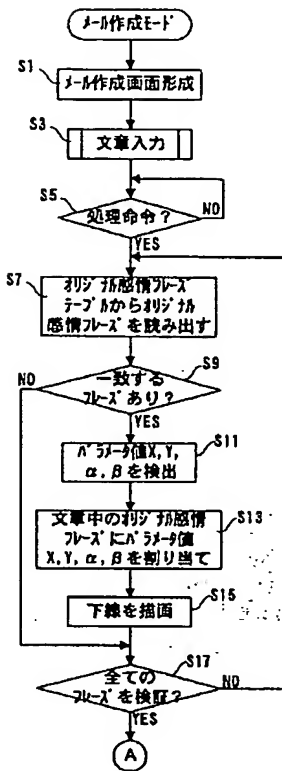 メール作成モード
S1
メール作成画面形成
S3
文章入力
S5
処理命令?
NO
YES
S7
オリジナル感情フレーズ
テーブルからオリジナル
感情フレーズを読み出す
S9
NO
一致する
フレーズあり?
YES
S11
パラメータ値X,Y,
α,βを検出
S13
文章中のオリジナル感情
フレーズにパラメータ値
X,Y,α,βを割り当て
S15
下線を描画
S17
全ての
フレーズを検証?
NO
YES
A